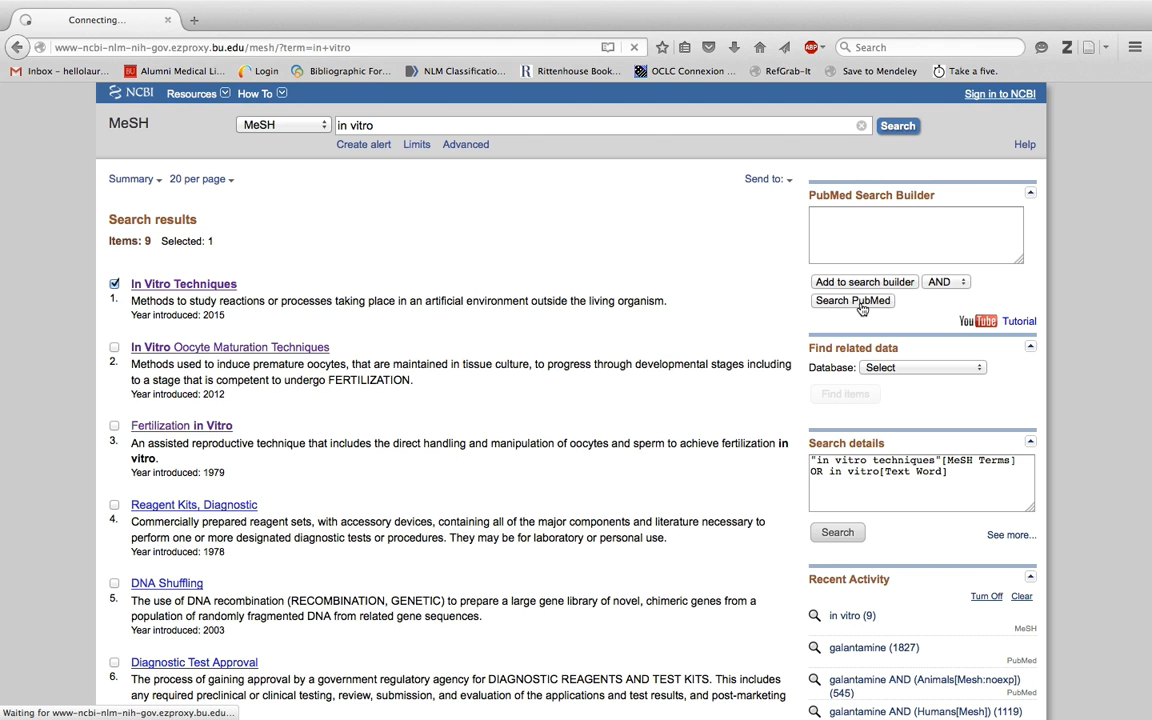 Connecting...
www-ncbi-nlm-nih-gov.ezproxy.bu.edu/mesh/?term=in+vitro
ABP
Search
Z
Inbox - hellolaur...
BU
Alumni Medical Li...
Login
Bibliographic For...
NLM Classificatio...
R
Rittenhouse Book...
OCLC Connexion ...
RefGrab-It
Save to Mendeley
Take a five.
NCBI
Resources
How To
Sign in to NCBI
MeSH
MeSH
in vitro
Search
Create alert
Limits
Advanced
Help
Summary
20 per page
Send to:
Search results
Items: 9 Selected: 1
In Vitro Techniques
1. Methods to study reactions or processes taking place in an artificial environment outside the living organism.
Year introduced: 2015
In Vitro Oocyte Maturation Techniques
2. Methods used to induce premature oocytes, that are maintained in tissue culture, to progress through developmental stages including
to a stage that is competent to undergo FERTILIZATION.
Year introduced: 2012
Fertilization in Vitro
3. An assisted reproductive technique that includes the direct handling and manipulation of oocytes and sperm to achieve fertilization in
vitro.
Year introduced: 1979
Reagent Kits, Diagnostic
4. Commercially prepared reagent sets, with accessory devices, containing all of the major components and literature necessary to
perform one or more designated diagnostic tests or procedures. They may be for laboratory or personal use.
Year introduced: 1978
DNA Shuffling
5. The use of DNA recombination (RECOMBINATION, GENETIC) to prepare a large gene library of novel, chimeric genes from a
population of randomly fragmented DNA from related gene sequences.
Year introduced: 2003
Diagnostic Test Approval
6. The process of gaining approval by a government regulatory agency for DIAGNOSTIC REAGENTS AND TEST KITS. This includes
any required preclinical or clinical testing, review, submission, and evaluation of the applications and test results, and post-marketing
PubMed Search Builder
Add to search builder
AND
Search PubMed
YouTube Tutorial
Find related data
Database: Select
Find items
Search details
"in vitro techniques"[MeSH Terms]
OR in vitro[Text Word]
Search
See more...
Recent Activity
Turn Off Clear
in vitro (9)
MeSH
galantamine (1827)
PubMed
galantamine AND (Animals[Mesh:noexp])
(545)
PubMed
galantamine AND (Humans[Mesh]) (1119)
Waiting for www-ncbi-nlm-nih-gov.ezproxy.bu.edu...